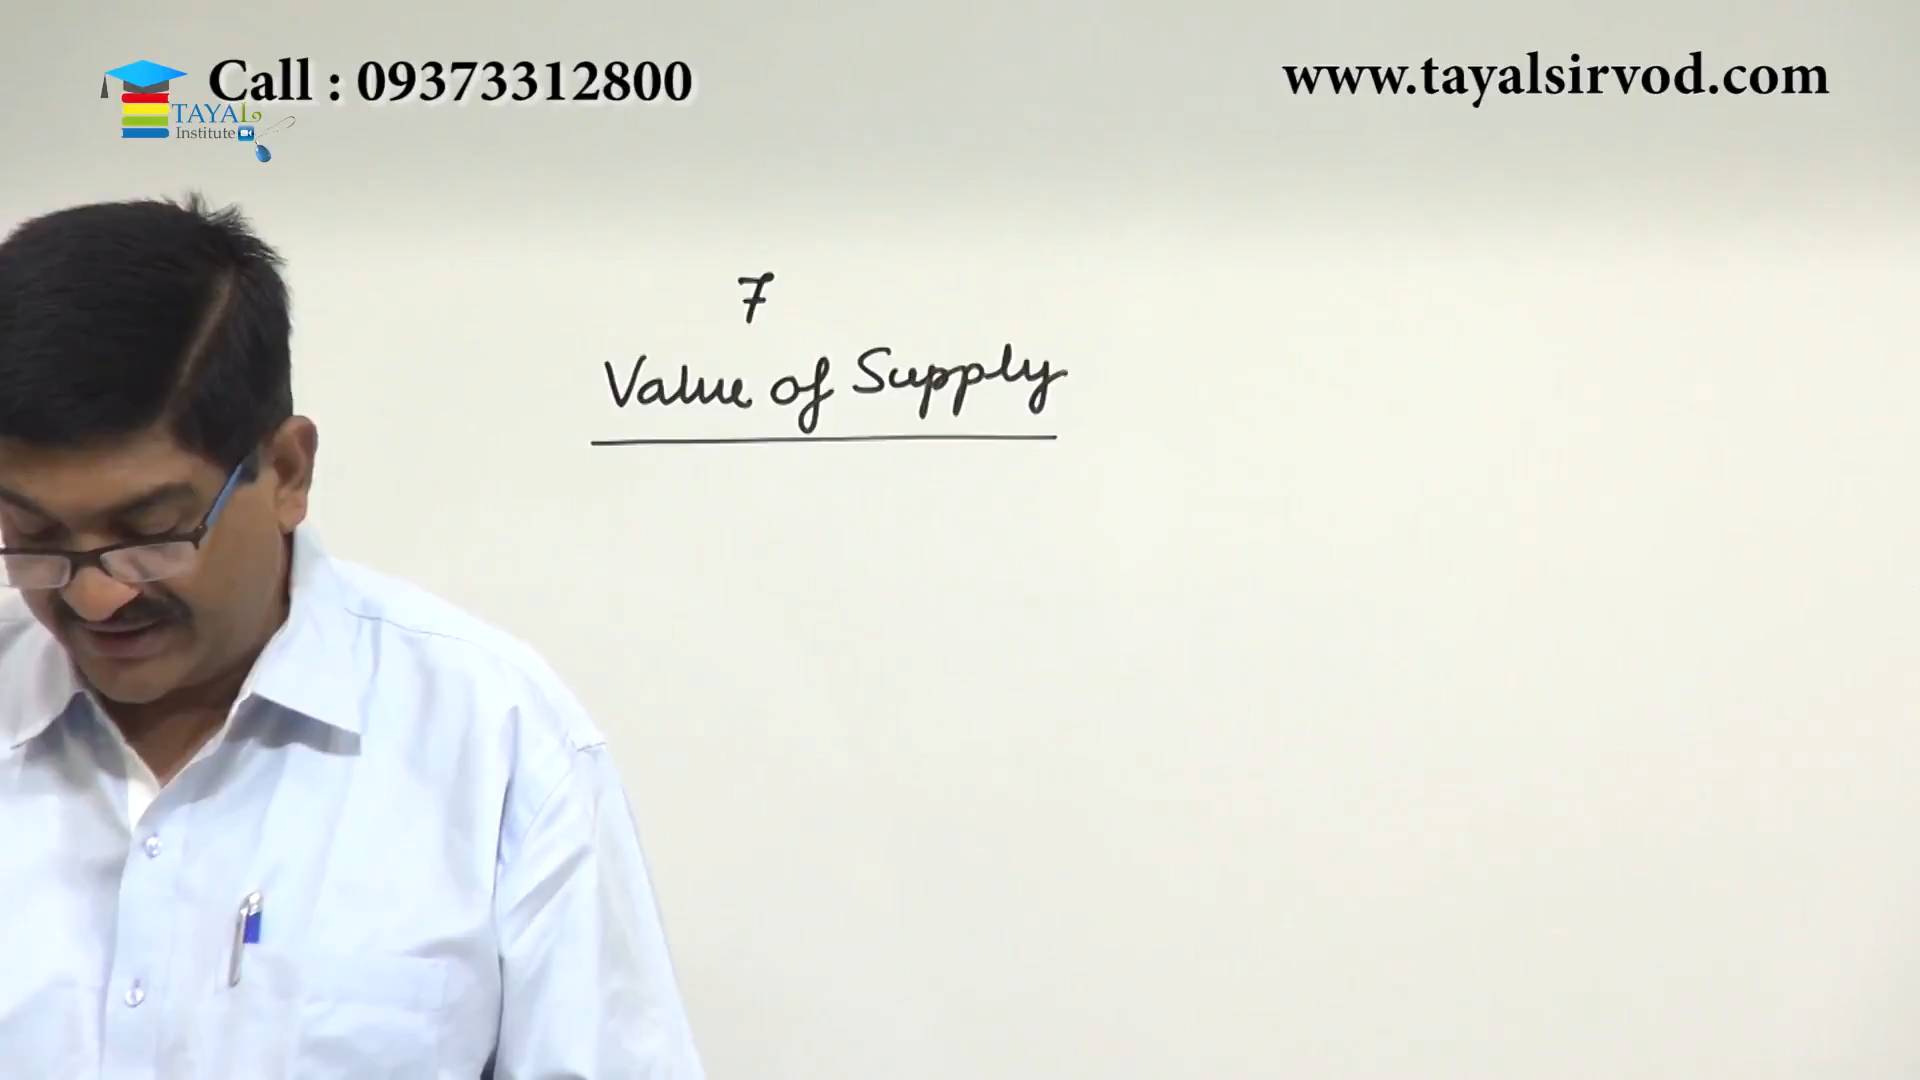 Call : 09373312800
www.tayalsirvod.com
TAYAL
Institute
7
Value of Supply